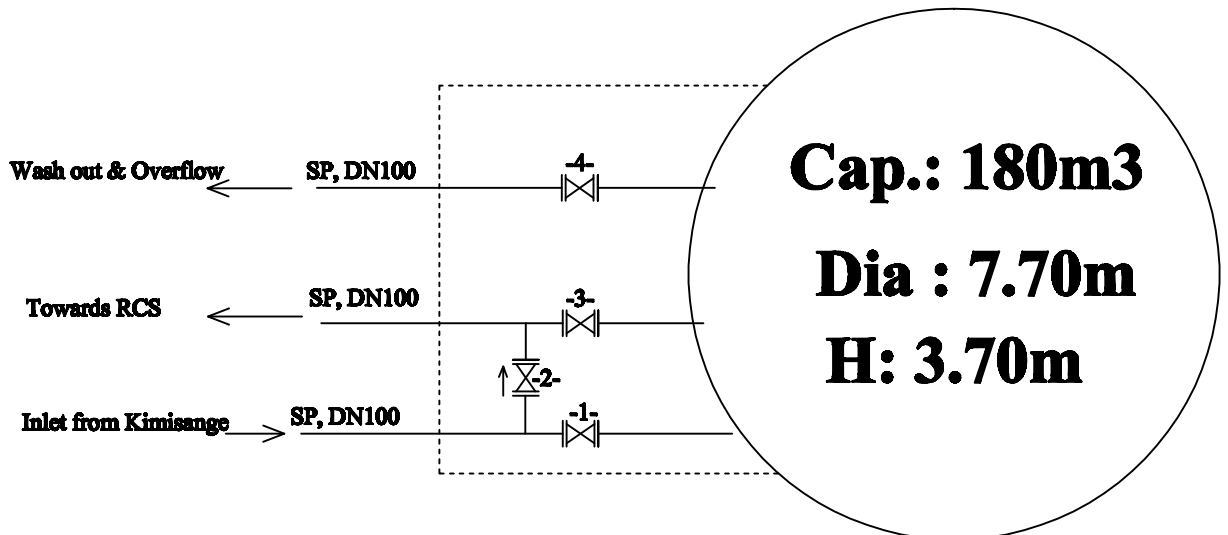 -4-
Wash out & Overflow
SP, DN100
Cap.: 180m3
Dia : 7.70m
H: 3.70m
Towards RCS
SP, DN100
-3-
-2-
Inlet from Kimisange
SP, DN100
-1-